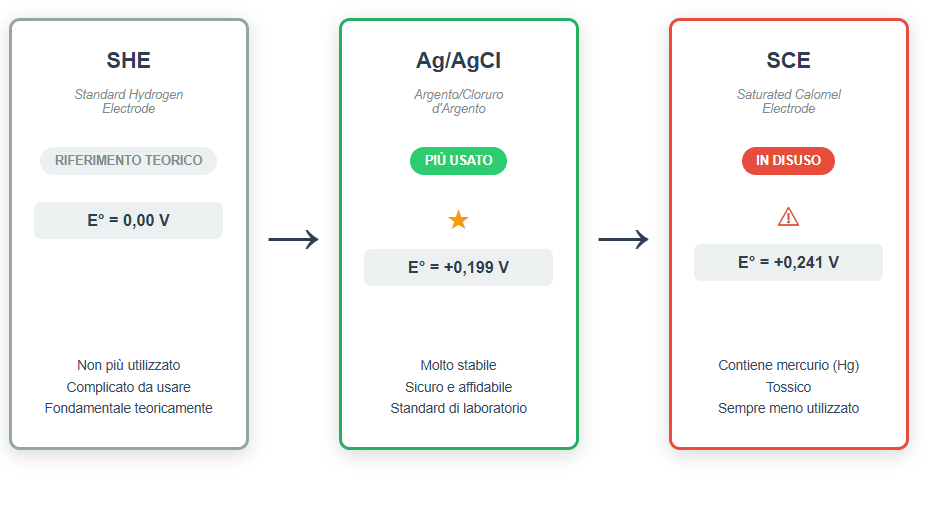 SHE
Standard Hydrogen
Electrode
RIFERIMENTO TEORICO
E° = 0,00 V
Non più utilizzato
Complicato da usare
Fondamentale teoricamente
Ag/AgCl
Argento/Cloruro
d'Argento
PIÙ USATO
E° = +0,199 V
Molto stabile
Sicuro e affidabile
Standard di laboratorio
SCE
Saturated Calomel
Electrode
IN DISUSO
E° = +0,241 V
Contiene mercurio (Hg)
Tossico
Sempre meno utilizzato